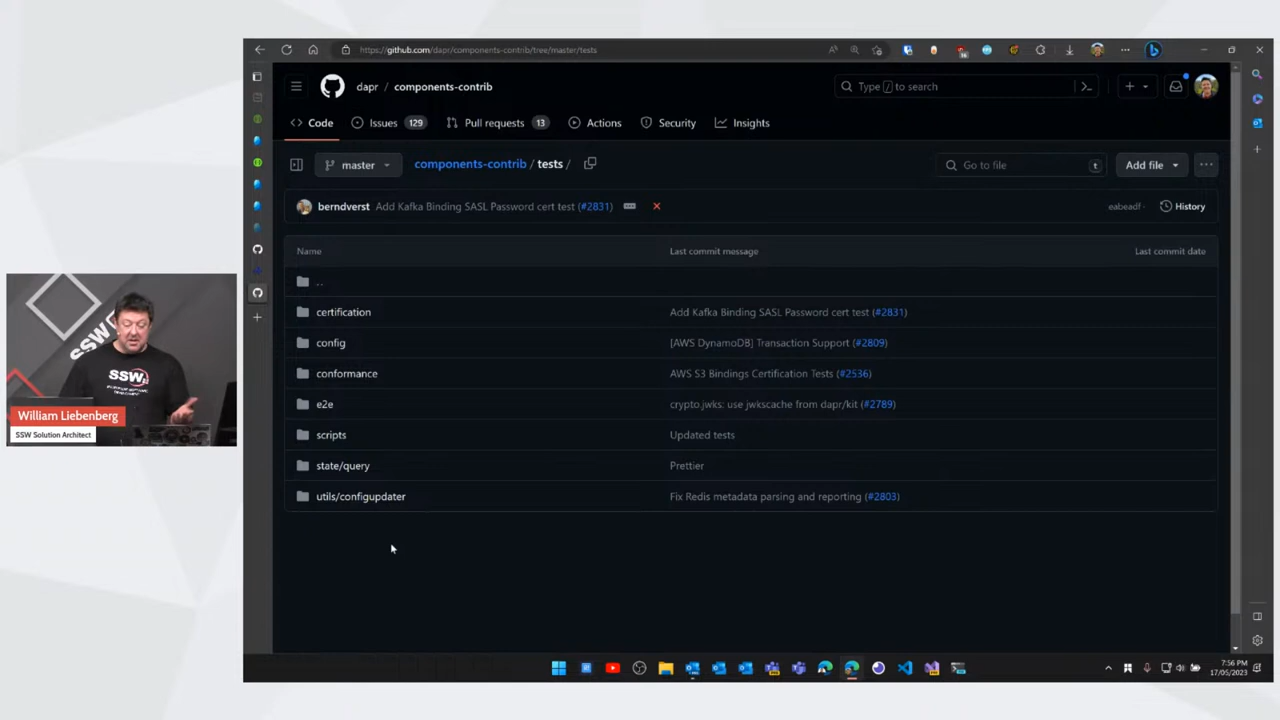 https://github.com/dapr/components-contrib/tree/master/tests
dapr / components-contrib
Type / to search
Code
Issues 129
Pull requests 13
Actions
Security
Insights
master
components-contrib / tests /
Go to file t
Add file
berndverst Add Kafka Binding SASL Password cert test (#2831)
eabeadf
History
Name Last commit message Last commit date
..
certification Add Kafka Binding SASL Password cert test (#2831)
config [AWS DynamoDB] Transaction Support (#2809)
conformance AWS S3 Bindings Certification Tests (#2536)
e2e crypto.jwks: use jwkscache from dapr/kit (#2789)
scripts Updated tests
state/query Prettier
utils/configupdater Fix Redis metadata parsing and reporting (#2803)
SSW
SSW
William Liebenberg
SSW Solution Architect
7:56 PM
17/05/2023